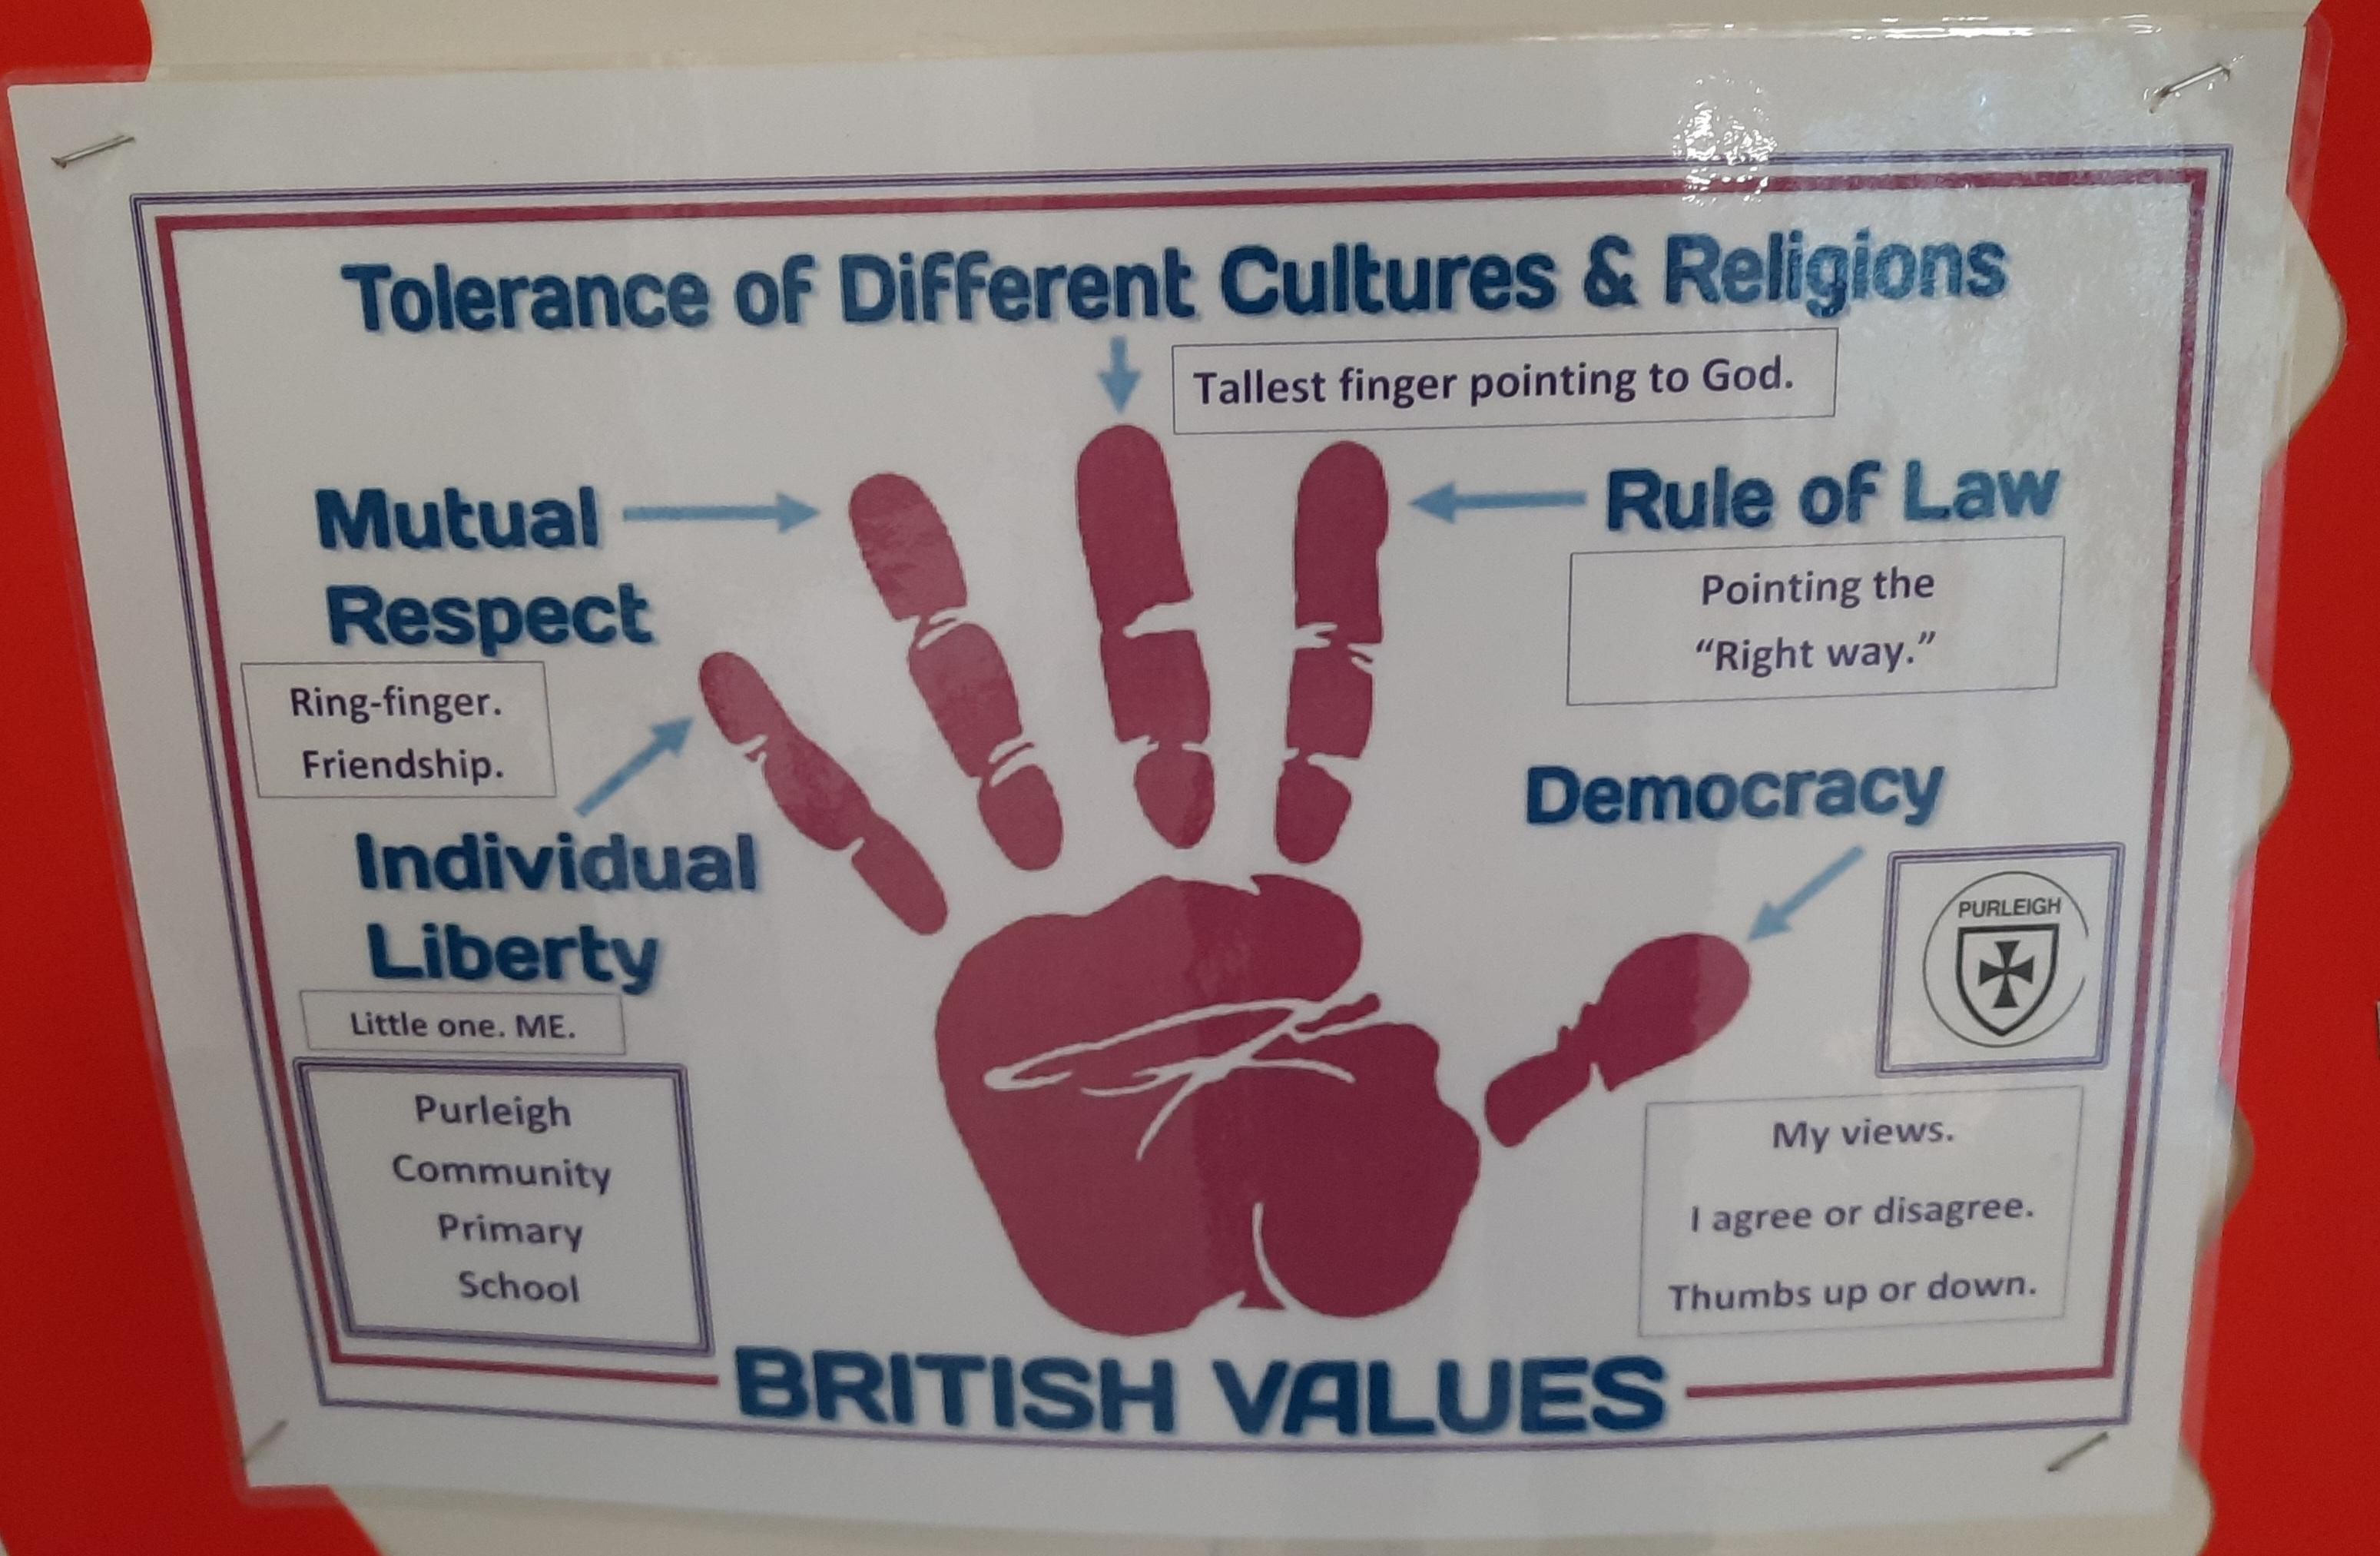 Tolerance of Different Cultures & Religions
Tallest finger pointing to God.
Mutual
Respect
Ring-finger.
Friendship.
Rule of Law
Pointing the
“Right way.”
Individual
Liberty
Little one. ME.
Democracy
PURLEIGH
My views.
I agree or disagree.
Thumbs up or down.
Purleigh
Community
Primary
School
BRITISH VALUES